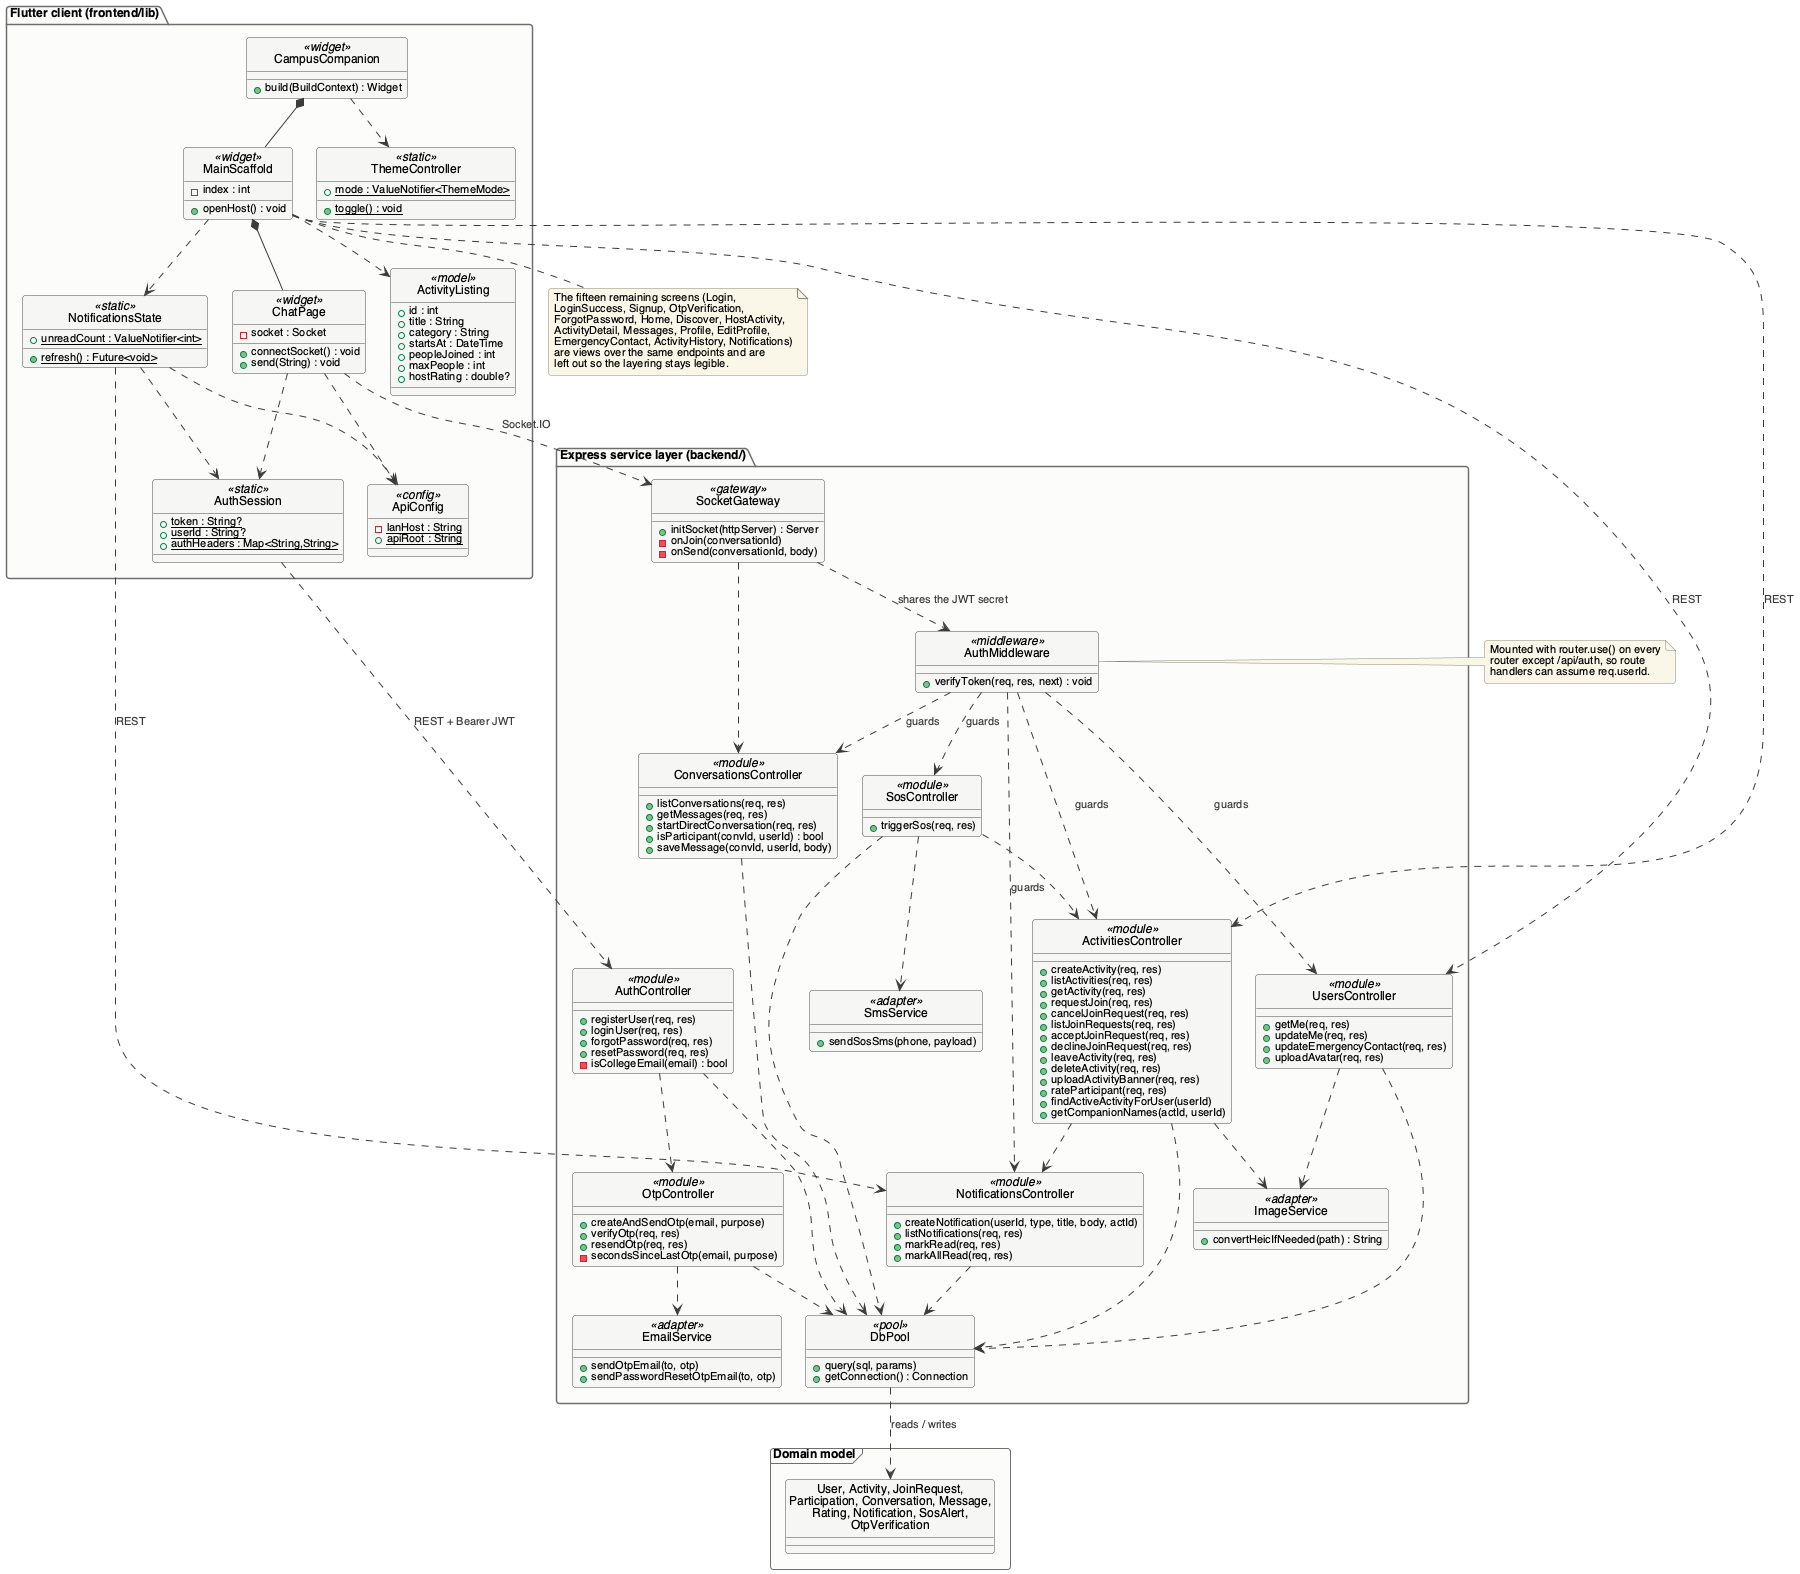 Flutter client (frontend/lib)
«widget»
CampusCompanion
build(BuildContext) : Widget
«widget»
MainScaffold
index : int
openHost() : void
«static»
ThemeController
mode : ValueNotifier<ThemeMode>
toggle() : void
«static»
NotificationsState
unreadCount : ValueNotifier<int>
refresh() : Future<void>
«widget»
ChatPage
socket : Socket
connectSocket() : void
send(String) : void
«model»
ActivityListing
id : int
title : String
category : String
startsAt : DateTime
peopleJoined : int
maxPeople : int
hostRating : double?
The fifteen remaining screens (Login,
LoginSuccess, Signup, OtpVerification,
ForgotPassword, Home, Discover, HostActivity,
ActivityDetail, Messages, Profile, EditProfile,
EmergencyContact, ActivityHistory, Notifications)
are views over the same endpoints and are
left out so the layering stays legible.
Socket.IO
«static»
AuthSession
token : String?
userId : String?
authHeaders : Map<String,String>
«config»
ApiConfig
lanHost : String
apiRoot : String
Express service layer (backend/)
«gateway»
SocketGateway
initSocket(httpServer) : Server
onJoin(conversationId)
onSend(conversationId, body)
shares the JWT secret
REST
REST
«middleware»
AuthMiddleware
verifyToken(req, res, next) : void
Mounted with router.use() on every
router except /api/auth, so route
handlers can assume req.userId.
REST
REST + Bearer JWT
guards
guards
«module»
ConversationsController
listConversations(req, res)
getMessages(req, res)
startDirectConversation(req, res)
isParticipant(convId, userId) : bool
saveMessage(convId, userId, body)
«module»
SosController
triggerSos(req, res)
guards
guards
guards
«module»
AuthController
registerUser(req, res)
loginUser(req, res)
forgotPassword(req, res)
resetPassword(req, res)
isCollegeEmail(email) : bool
«adapter»
SmsService
sendSosSms(phone, payload)
«module»
ActivitiesController
createActivity(req, res)
listActivities(req, res)
getActivity(req, res)
requestJoin(req, res)
cancelJoinRequest(req, res)
listJoinRequests(req, res)
acceptJoinRequest(req, res)
declineJoinRequest(req, res)
leaveActivity(req, res)
deleteActivity(req, res)
uploadActivityBanner(req, res)
rateParticipant(req, res)
findActiveActivityForUser(userId)
getCompanionNames(actId, userId)
«module»
UsersController
getMe(req, res)
updateMe(req, res)
updateEmergencyContact(req, res)
uploadAvatar(req, res)
«module»
OtpController
createAndSendOtp(email, purpose)
verifyOtp(req, res)
resendOtp(req, res)
secondsSinceLastOtp(email, purpose)
«module»
NotificationsController
createNotification(userId, type, title, body, actId)
listNotifications(req, res)
markRead(req, res)
markAllRead(req, res)
«adapter»
ImageService
convertHeicIfNeeded(path) : String
«adapter»
EmailService
sendOtpEmail(to, otp)
sendPasswordResetOtpEmail(to, otp)
«pool»
DbPool
query(sql, params)
getConnection() : Connection
reads / writes
Domain model
User, Activity, JoinRequest,
Participation, Conversation, Message,
Rating, Notification, SosAlert,
OtpVerification